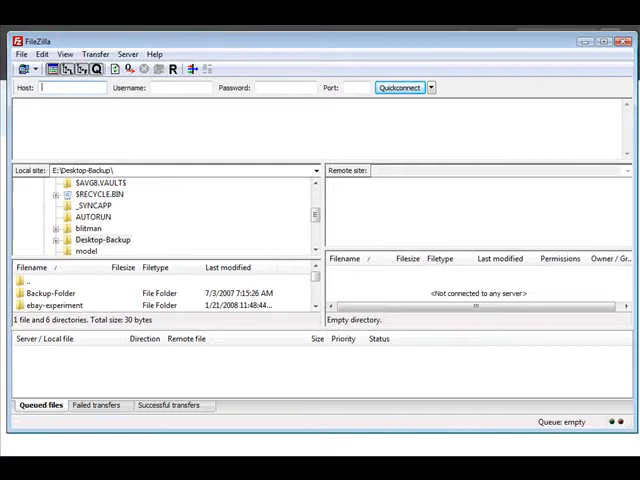 FileZilla
File Edit View Transfer Server Help
R
Host: Username: Password: Port: Quickconnect
Local site: E:\Desktop-Backup\ Remote site:
$AVG8.VAULT$
$RECYCLE.BIN
_SYNCAPP
AUTORUN
blitman
Desktop-Backup
model
Filename / Filesize Filetype Last modified
..
Backup-Folder File Folder 7/3/2007 7:15:26 AM
ebay-experiment File Folder 1/21/2008 11:48:44...
1 file and 6 directories. Total size: 30 bytes
Filename / Filesize Filetype Permissions Owner / Gr...
<Not connected to any server>
Empty directory.
Server / Local file Direction Remote file Size Priority Status
Queued files Failed transfers Successful transfers
Queue: empty